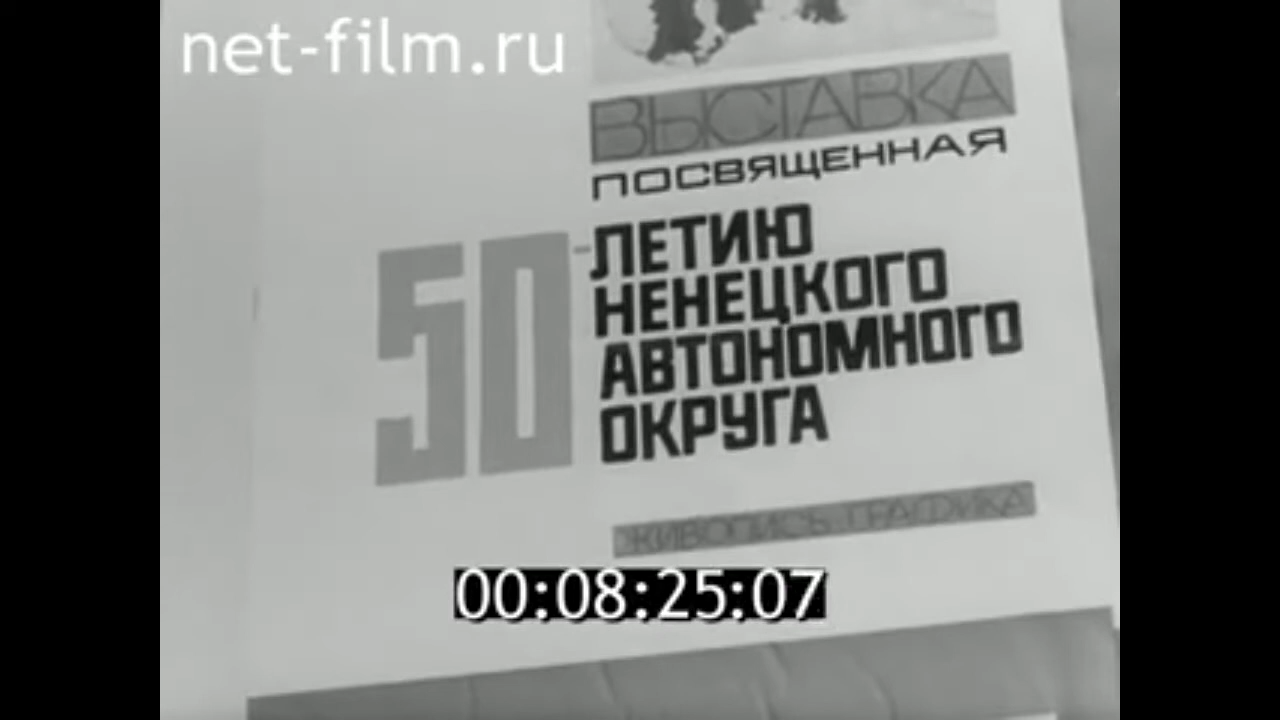 net-film.ru
ВЫСТАВКА
ПОСВЯЩЕННАЯ
50-ЛЕТИЮ
НЕНЕЦКОГО
АВТОНОМНОГО
ОКРУГА
ЖИВОПИСЬ, ГРАФИКА
00:08:25:07